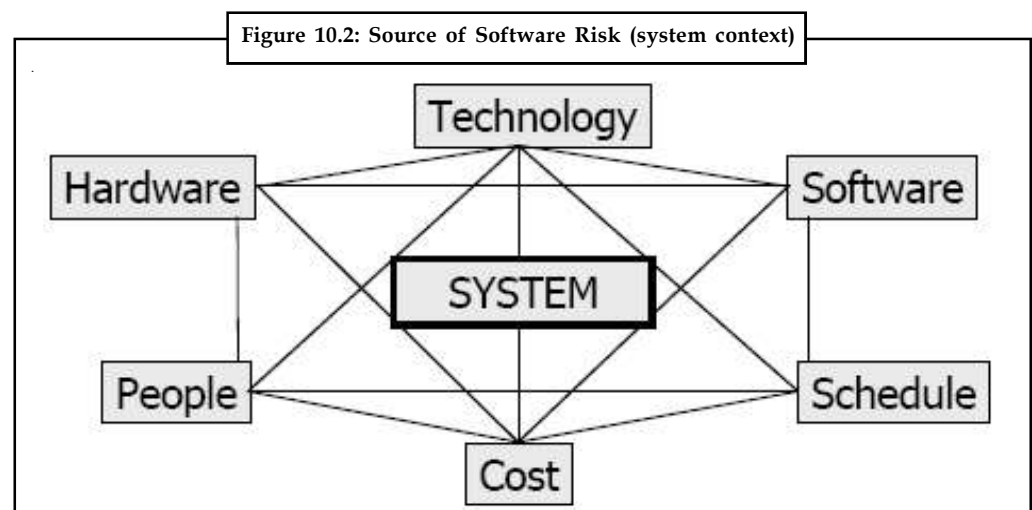 Figure 10.2: Source of Software Risk (system context)
Technology
Hardware
Software
SYSTEM
People
Schedule
Cost